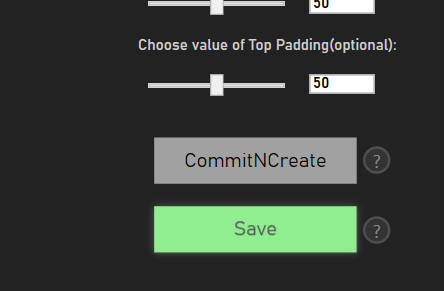 50
Choose value of Top Padding(optional):
50
CommitNCreate
?
Save
?